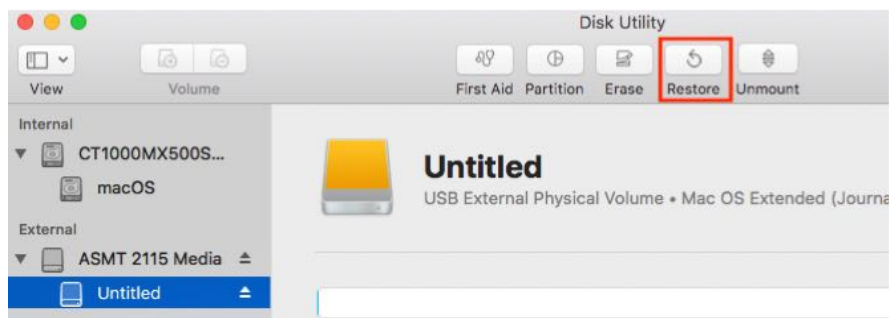 Disk Utility
View Volume First Aid Partition Erase Restore Unmount
Internal
CT1000MX500S...
macOS
External
ASMT 2115 Media
Untitled
Untitled
USB External Physical Volume • Mac OS Extended (Journa